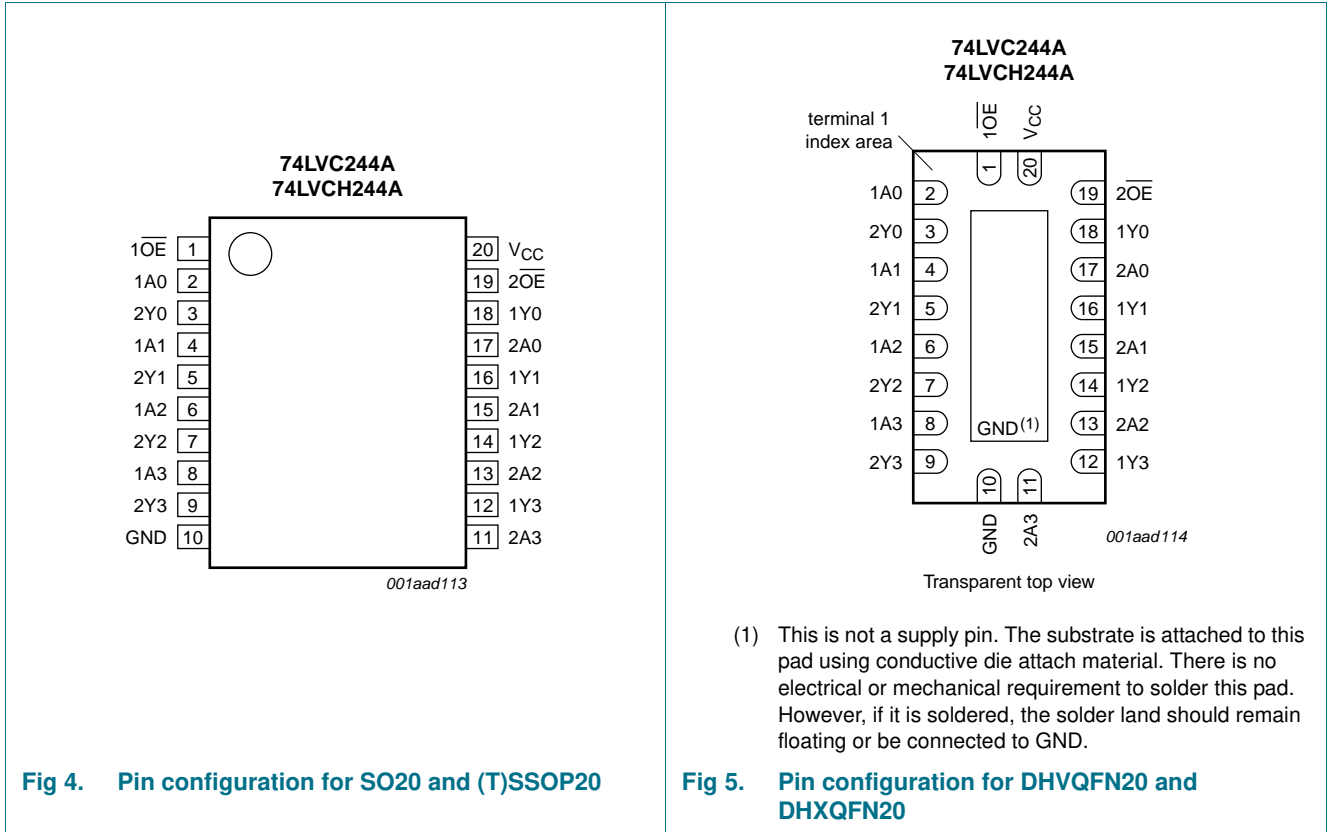 74LVC244A
74LVCH244A
1OE 1
1A0 2
2Y0 3
1A1 4
2Y1 5
1A2 6
2Y2 7
1A3 8
2Y3 9
GND 10
20 VCC
19 2OE
18 1Y0
17 2A0
16 1Y1
15 2A1
14 1Y2
13 2A2
12 1Y3
11 2A3
001aad113
Fig 4. Pin configuration for SO20 and (T)SSOP20
74LVC244A
74LVCH244A
terminal 1
index area
1OE
VCC
1
20
1A0 2
2Y0 3
1A1 4
2Y1 5
1A2 6
2Y2 7
1A3 8
2Y3 9
GND(1)
19 2OE
18 1Y0
17 2A0
16 1Y1
15 2A1
14 1Y2
13 2A2
12 1Y3
10
11
GND
2A3
001aad114
Transparent top view
(1) This is not a supply pin. The substrate is attached to this
pad using conductive die attach material. There is no
electrical or mechanical requirement to solder this pad.
However, if it is soldered, the solder land should remain
floating or be connected to GND.
Fig 5. Pin configuration for DHVQFN20 and
DHXQFN20